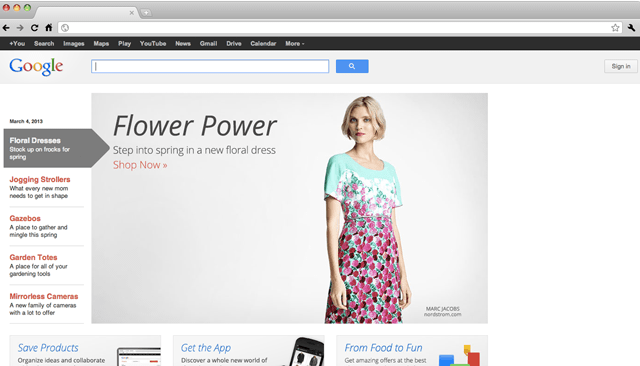 +You Search Images Maps Play YouTube News Gmail Drive Calendar More
Google
Sign in
March 4, 2013
Floral Dresses
Stock up on frocks for
spring
Jogging Strollers
What every new mom
needs to get in shape
Gazebos
A place to gather and
mingle this spring
Garden Totes
A place for all of your
gardening tools
Mirrorless Cameras
A new family of cameras
with a lot to offer
Flower Power
Step into spring in a new floral dress
Shop Now »
MARC JACOBS
nordstrom.com
Save Products
Organize ideas and collaborate
Get the App
Discover a whole new world of
From Food to Fun
Get amazing offers at the best